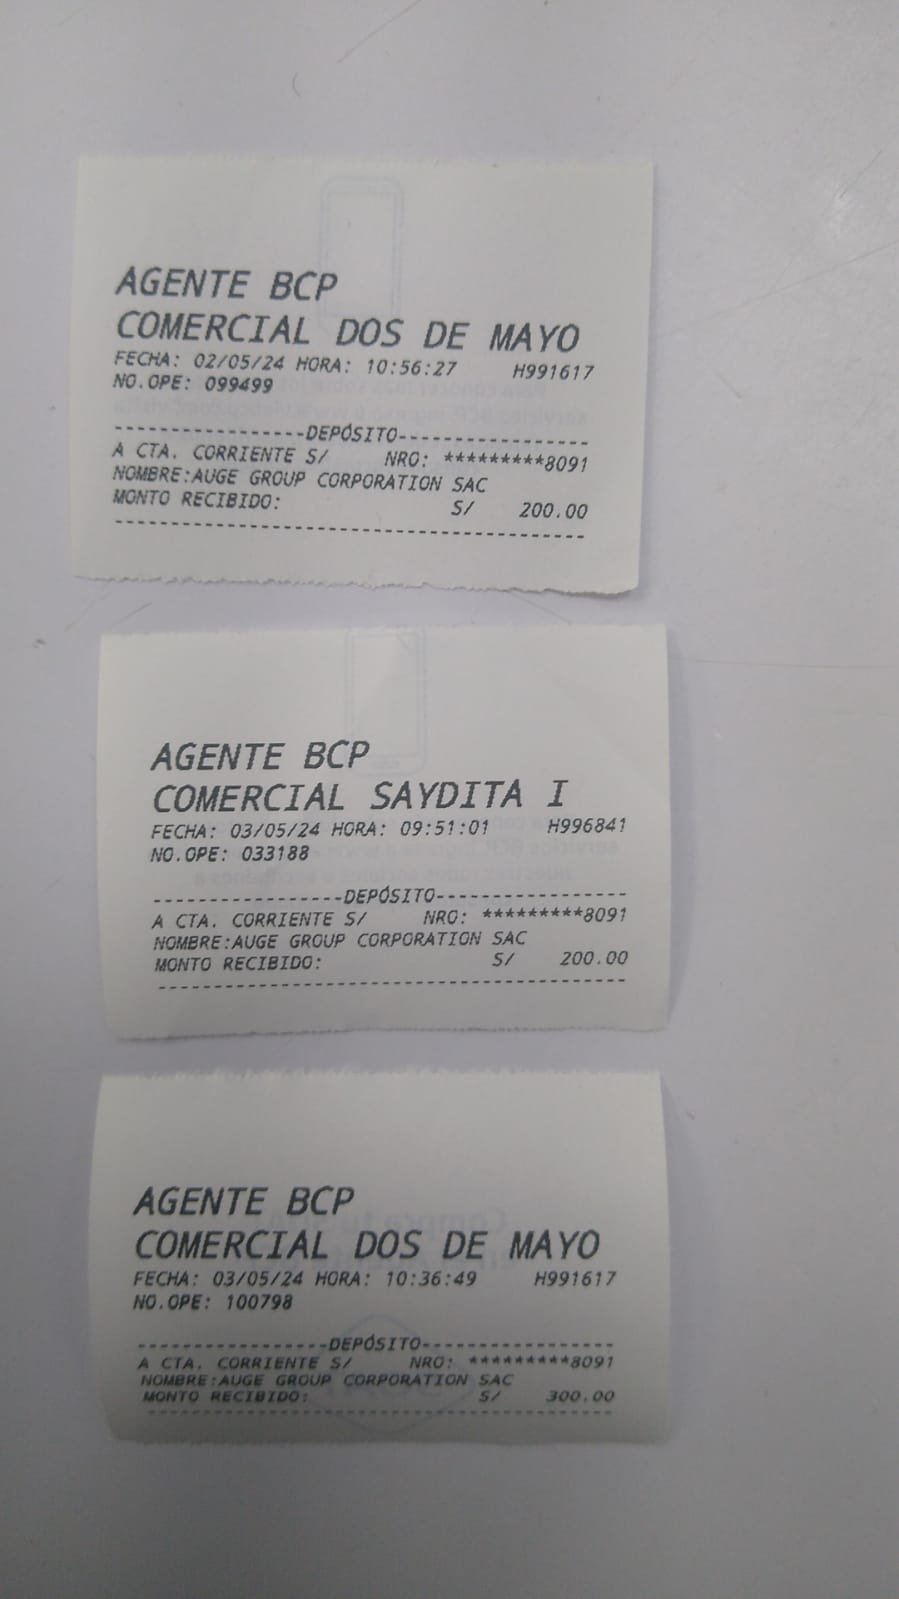 AGENTE BCP
COMERCIAL DOS DE MAYO
FECHA: 02/05/24 HORA: 10:56:27 H991617
NO.OPE: 099499
-----------------DEPÓSITO-----------------
A CTA. CORRIENTE S/ NRO: *********8091
NOMBRE:AUGE GROUP CORPORATION SAC
MONTO RECIBIDO: S/ 200.00
------------------------------------------
AGENTE BCP
COMERCIAL SAYDITA I
FECHA: 03/05/24 HORA: 09:51:01 H996841
NO.OPE: 033188
-----------------DEPÓSITO-----------------
A CTA. CORRIENTE S/ NRO: *********8091
NOMBRE:AUGE GROUP CORPORATION SAC
MONTO RECIBIDO: S/ 200.00
------------------------------------------
AGENTE BCP
COMERCIAL DOS DE MAYO
FECHA: 03/05/24 HORA: 10:36:49 H991617
NO.OPE: 100798
-----------------DEPÓSITO-----------------
A CTA. CORRIENTE S/ NRO: *********8091
NOMBRE:AUGE GROUP CORPORATION SAC
MONTO RECIBIDO: S/ 300.00
------------------------------------------